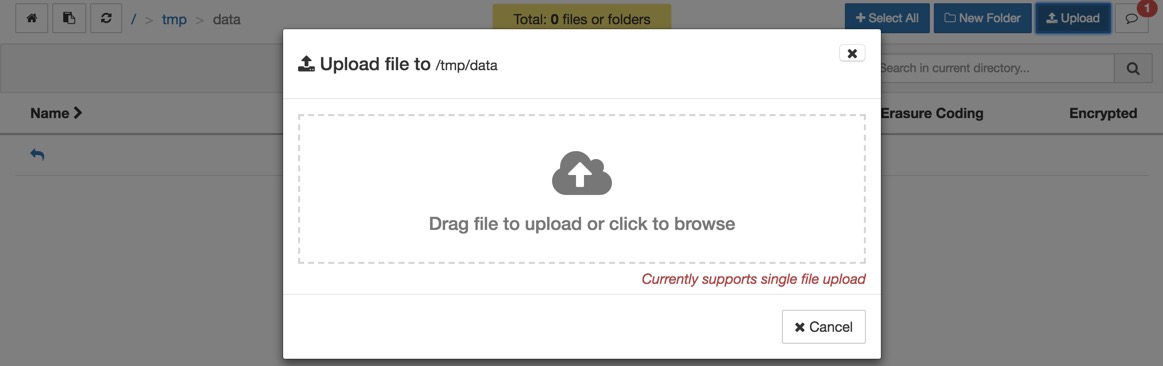 / > tmp > data
Total: 0 files or folders
Select All
New Folder
Upload
1
Upload file to /tmp/data
Search in current directory...
Name
Erasure Coding
Encrypted
Drag file to upload or click to browse
Currently supports single file upload
Cancel